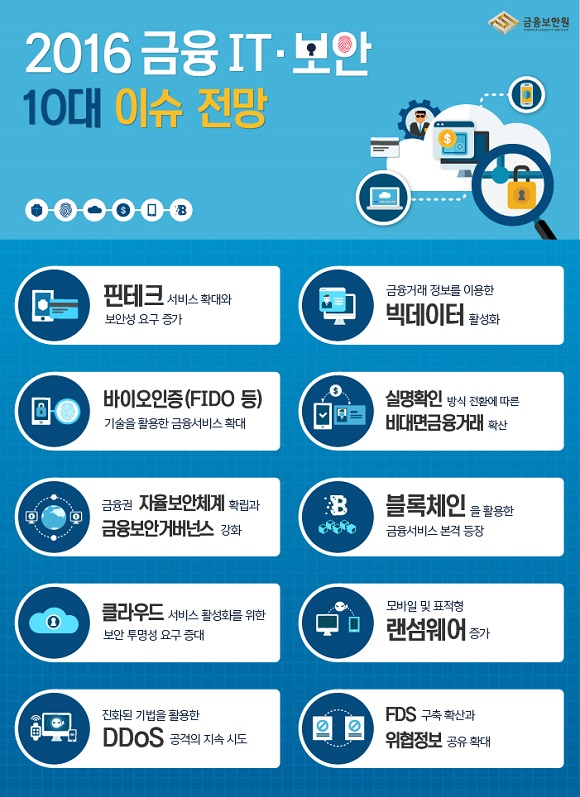 금융보안원
2016 금융 IT·보안
10대 이슈 전망
핀테크 서비스 확대와
보안성 요구 증가
금융거래 정보를 이용한
빅데이터 활성화
바이오인증(FIDO 등)
기술을 활용한 금융서비스 확대
실명확인 방식 전환에 따른
비대면금융거래 확산
금융권 자율보안체계 확립과
금융보안거버넌스 강화
블록체인을 활용한
금융서비스 본격 등장
클라우드 서비스 활성화를 위한
보안 투명성 요구 증대
모바일 및 표적형
랜섬웨어 증가
진화된 기법을 활용한
DDoS 공격의 지속 시도
FDS 구축 확산과
위협정보 공유 확대